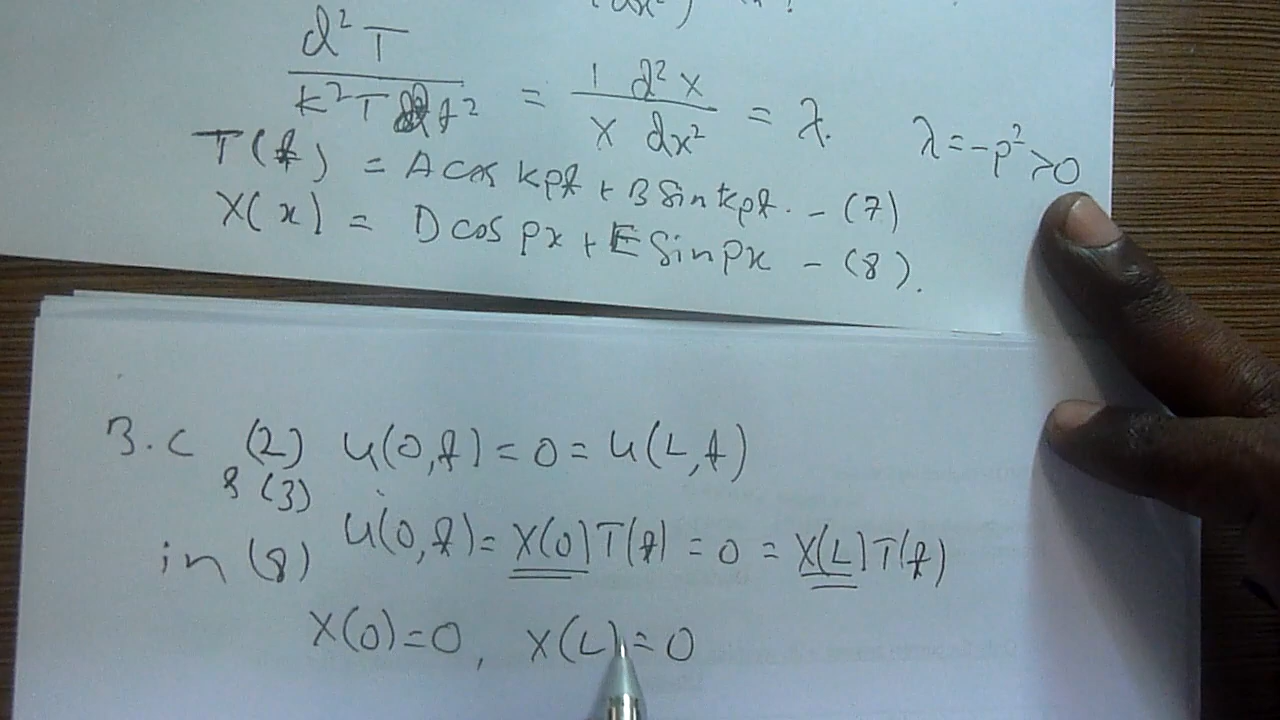 d²T / k²T dt² = 1/X d²X/dx² = λ. λ = -p² > 0
T(t) = A cos kpt + B sin kpt. - (7)
X(x) = D cos px + E Sin px - (8).
B.C (2) u(0,t) = 0 = u(L,t)
& (3)
in (8) u(0,t) = X(0)T(t) = 0 = X(L)T(t)
X(0)=0, X(L)=0